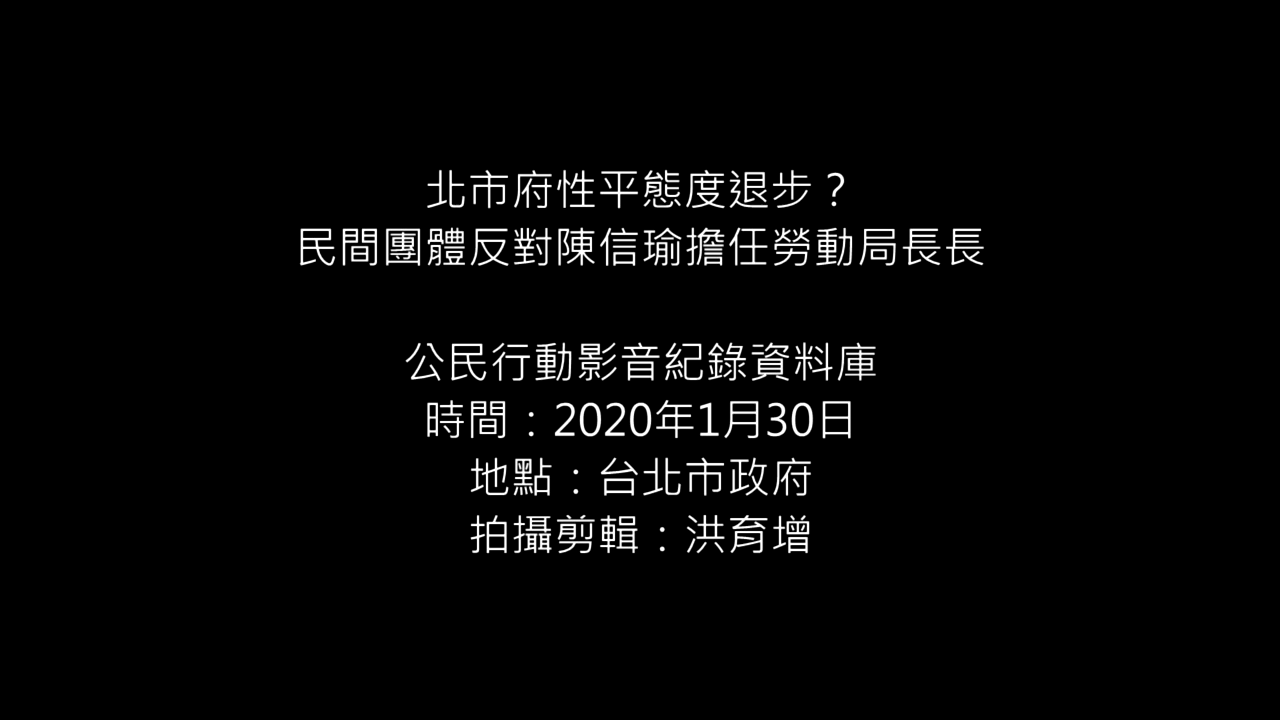 北市府性平態度退步？
民間團體反對陳信瑜擔任勞動局長長
公民行動影音紀錄資料庫
時間：2020年1月30日
地點：台北市政府
拍攝剪輯：洪育增